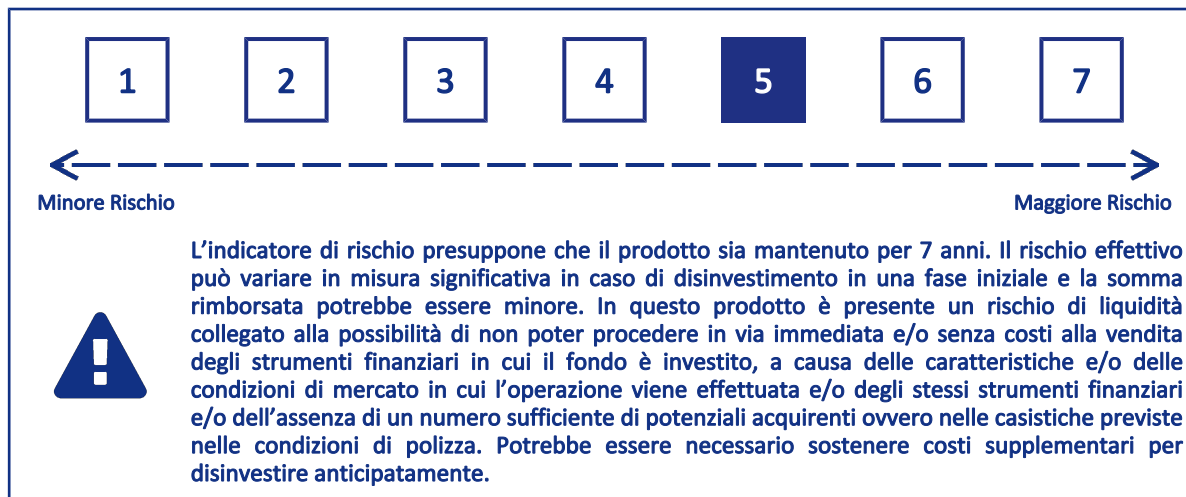 1 2 3 4 5 6 7
Minore Rischio Maggiore Rischio
L’indicatore di rischio presuppone che il prodotto sia mantenuto per 7 anni. Il rischio effettivo
può variare in misura significativa in caso di disinvestimento in una fase iniziale e la somma
rimborsata potrebbe essere minore. In questo prodotto è presente un rischio di liquidità
collegato alla possibilità di non poter procedere in via immediata e/o senza costi alla vendita
degli strumenti finanziari in cui il fondo è investito, a causa delle caratteristiche e/o delle
condizioni di mercato in cui l’operazione viene effettuata e/o degli stessi strumenti finanziari
e/o dell’assenza di un numero sufficiente di potenziali acquirenti ovvero nelle casistiche previste
nelle condizioni di polizza. Potrebbe essere necessario sostenere costi supplementari per
disinvestire anticipatamente.